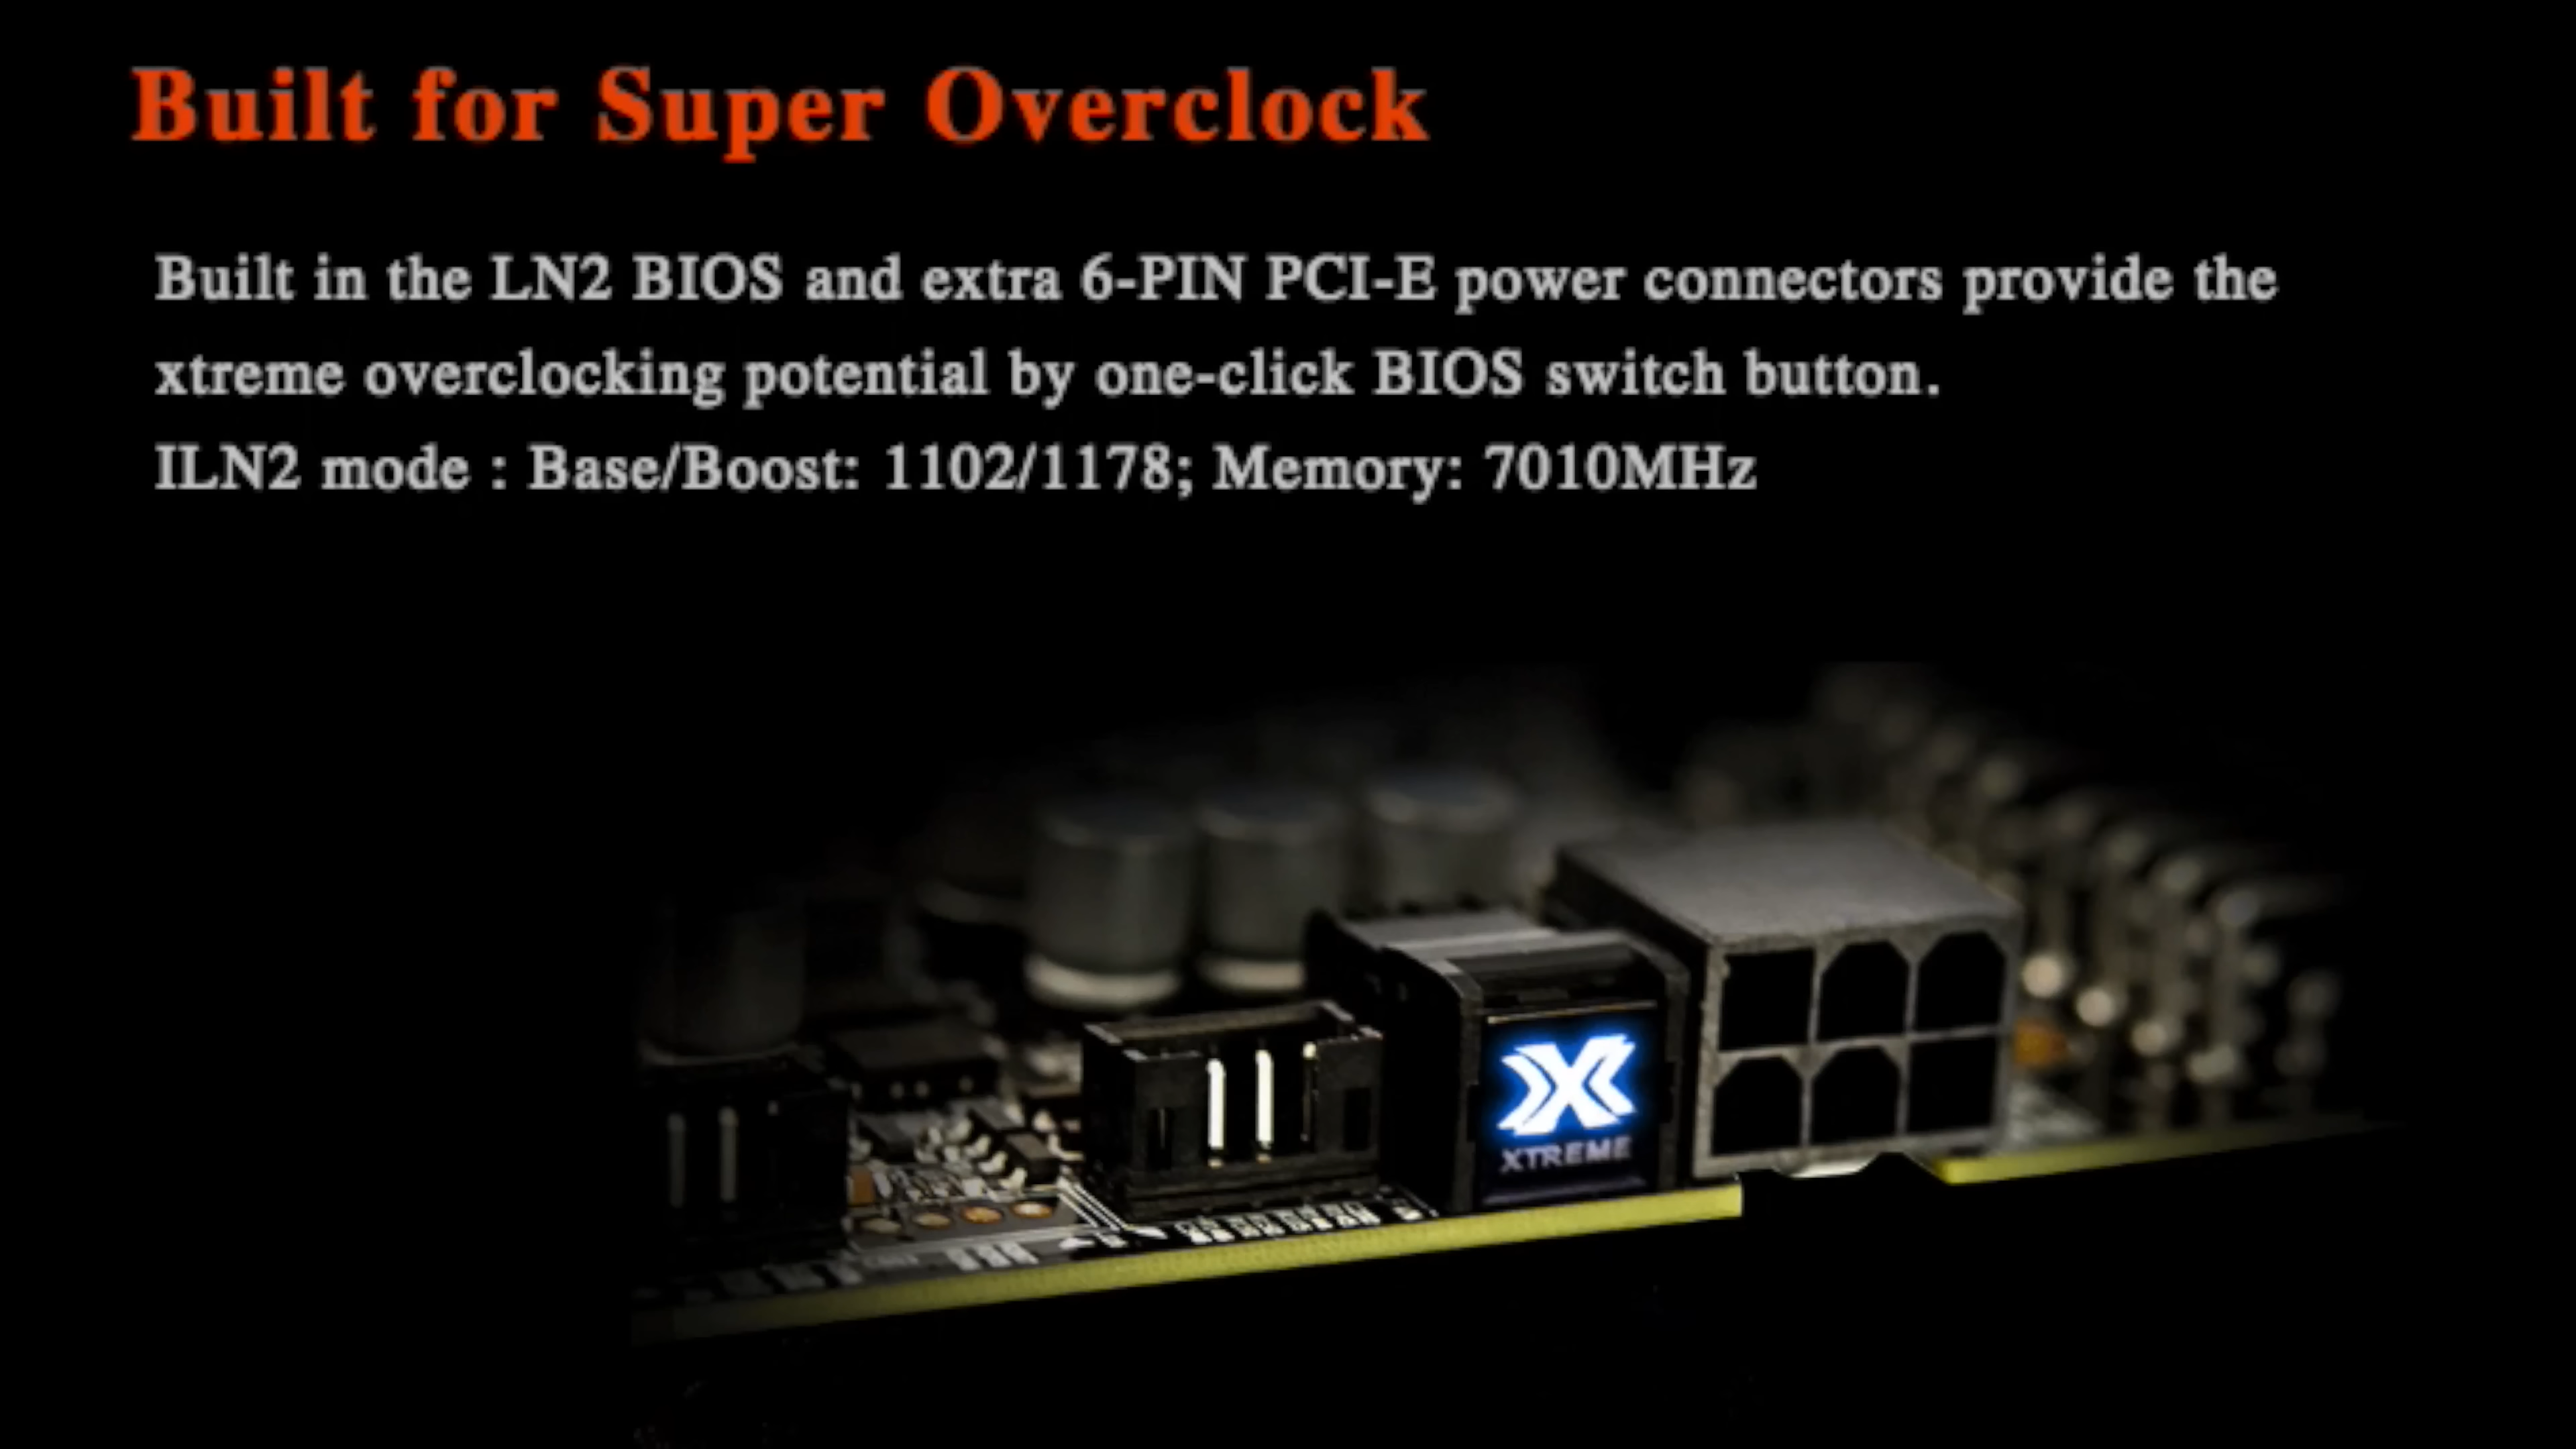 Built for Super Overclock
Built in the LN2 BIOS and extra 6-PIN PCI-E power connectors provide the
xtreme overclocking potential by one-click BIOS switch button.
ILN2 mode : Base/Boost: 1102/1178; Memory: 7010MHz
XTREME